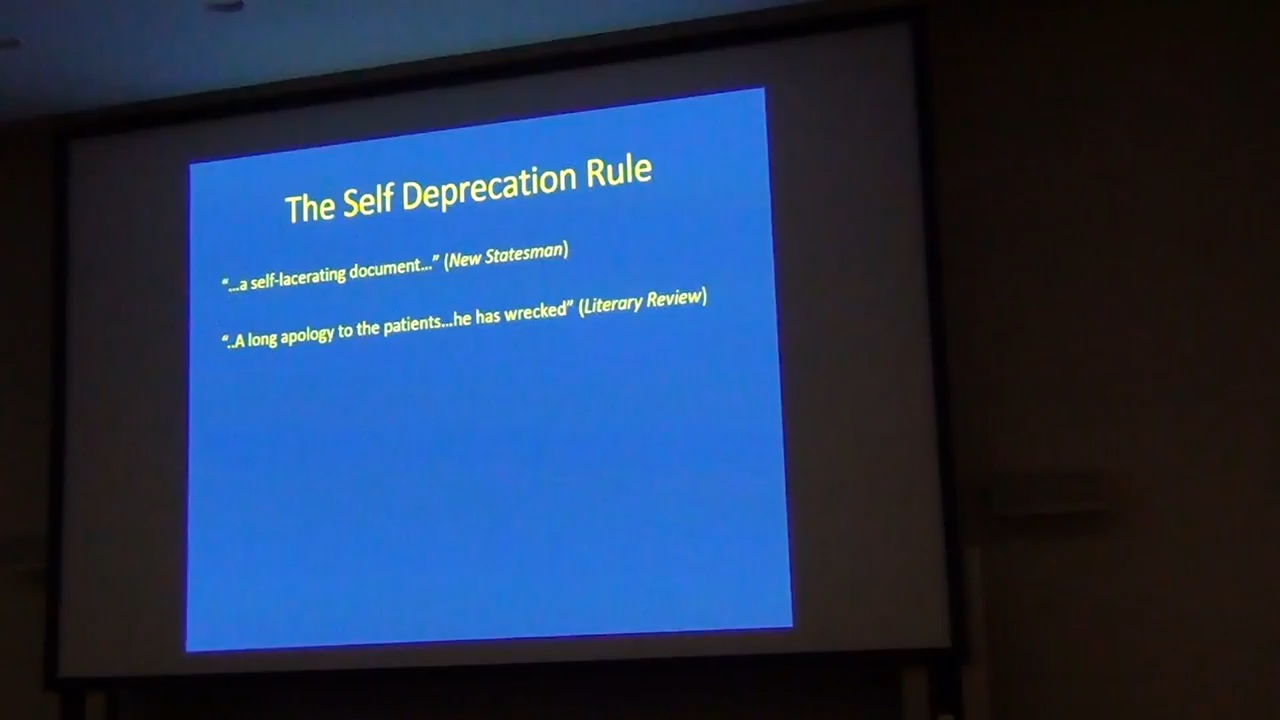 The Self Deprecation Rule
“...a self-lacerating document...” (New Statesman)
“..A long apology to the patients...he has wrecked” (Literary Review)